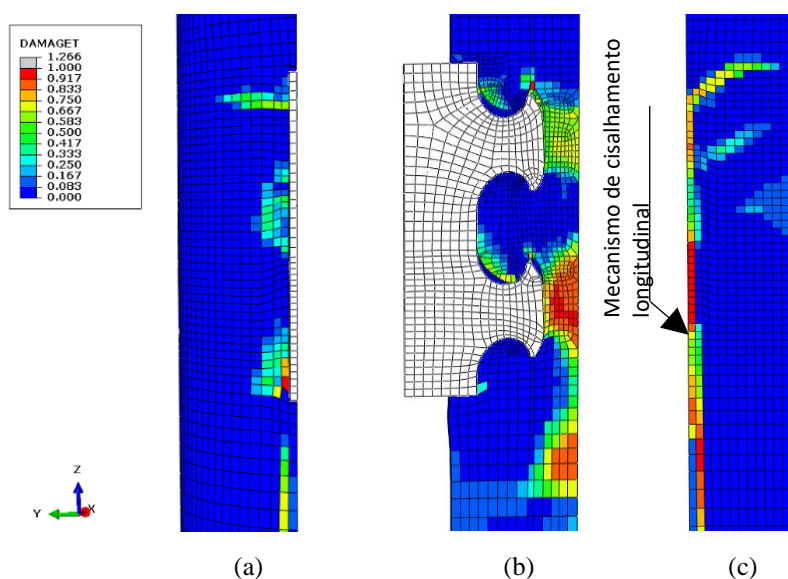 DAMAGET
1.266
1.000
0.917
0.833
0.750
0.667
0.583
0.500
0.417
0.333
0.250
0.167
0.083
0.000
Mecanismo de cisalhamento
longitudinal
Z
Y
X
(a)
(b)
(c)